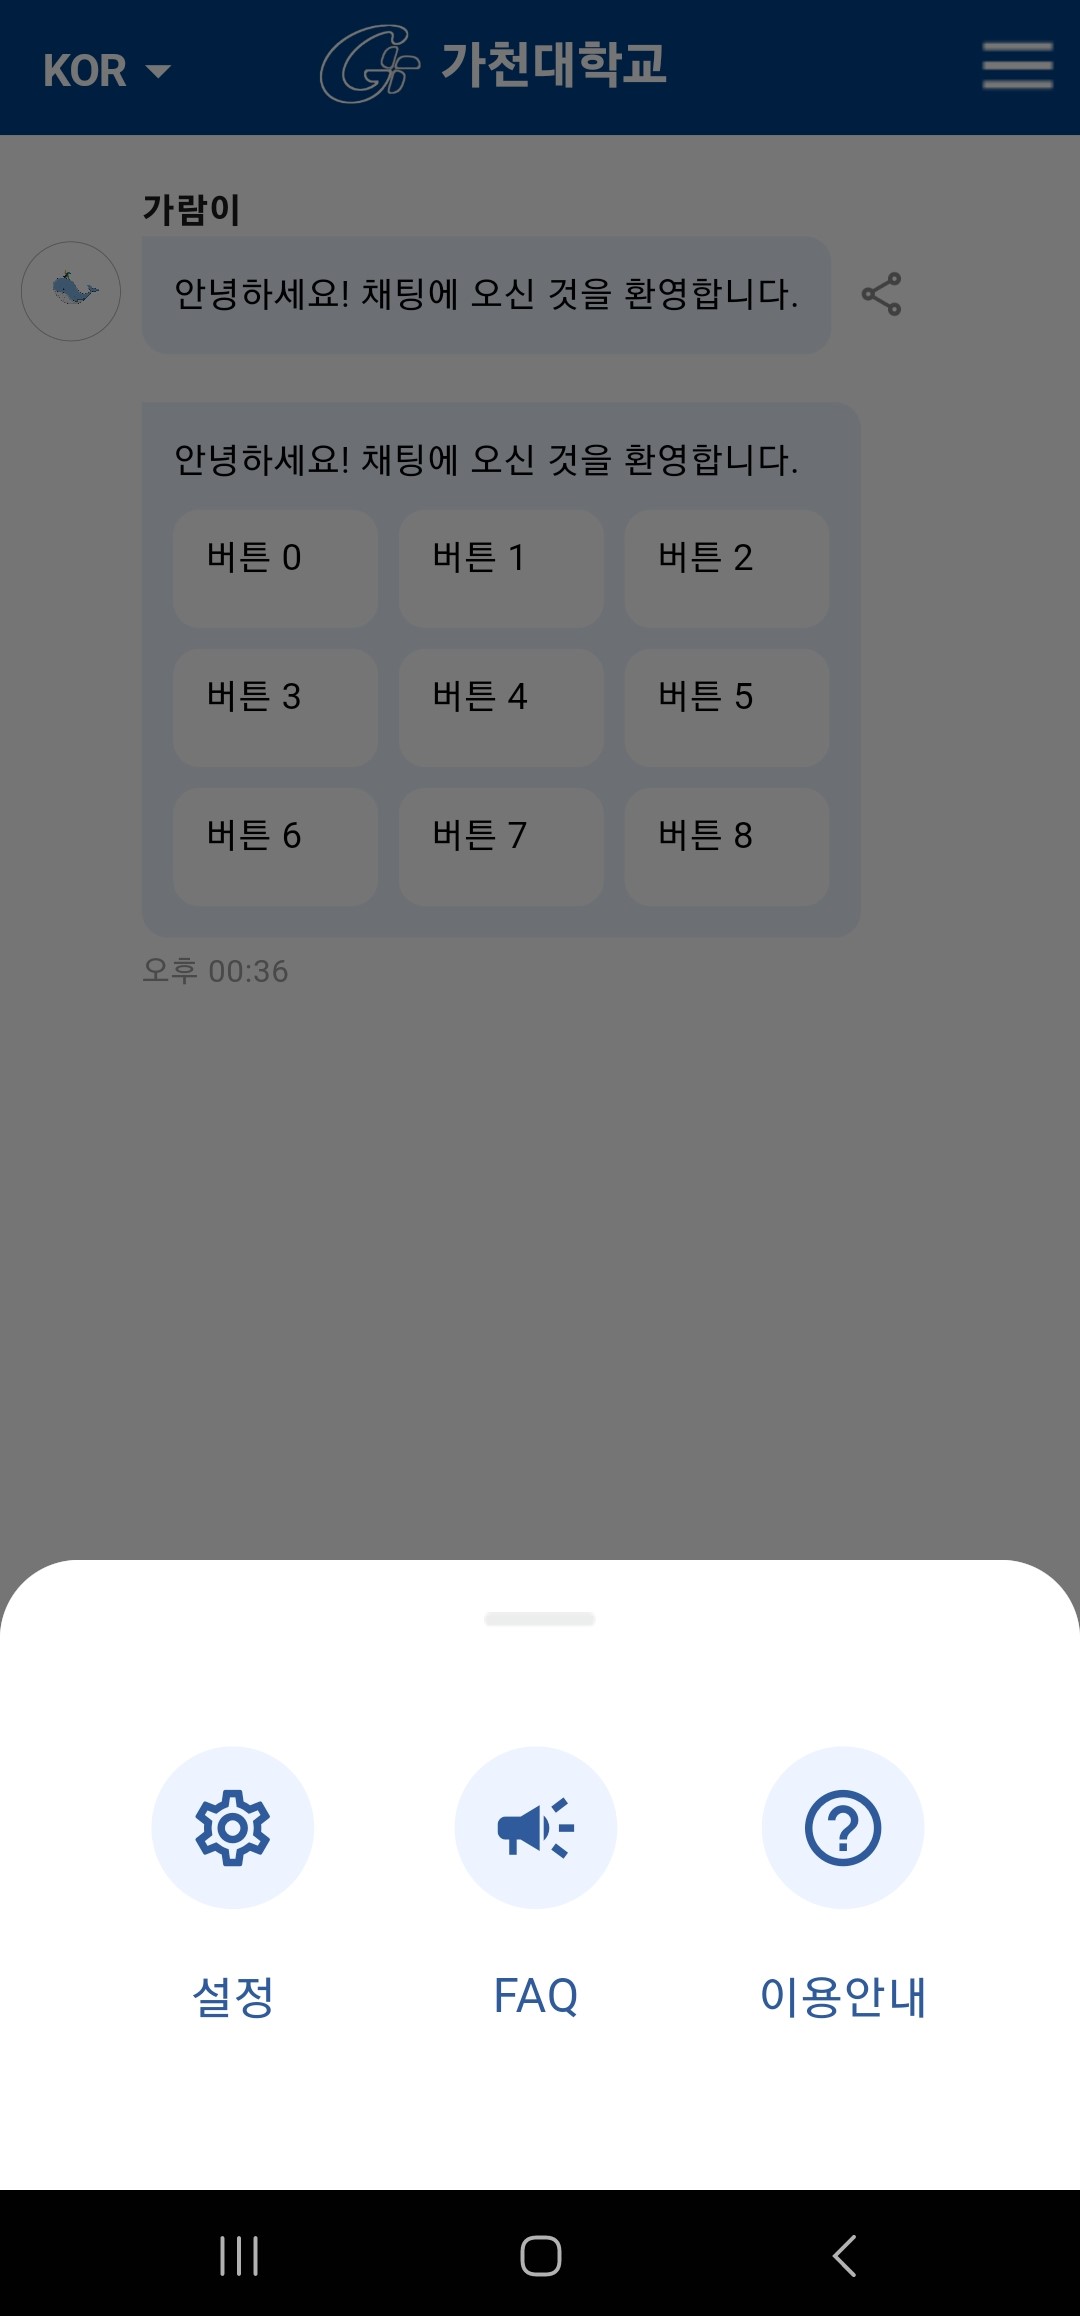 KOR
가천대학교
가람이
안녕하세요! 채팅에 오신 것을 환영합니다.
안녕하세요! 채팅에 오신 것을 환영합니다.
버튼 0 버튼 1 버튼 2
버튼 3 버튼 4 버튼 5
버튼 6 버튼 7 버튼 8
오후 00:36
설정 FAQ 이용안내